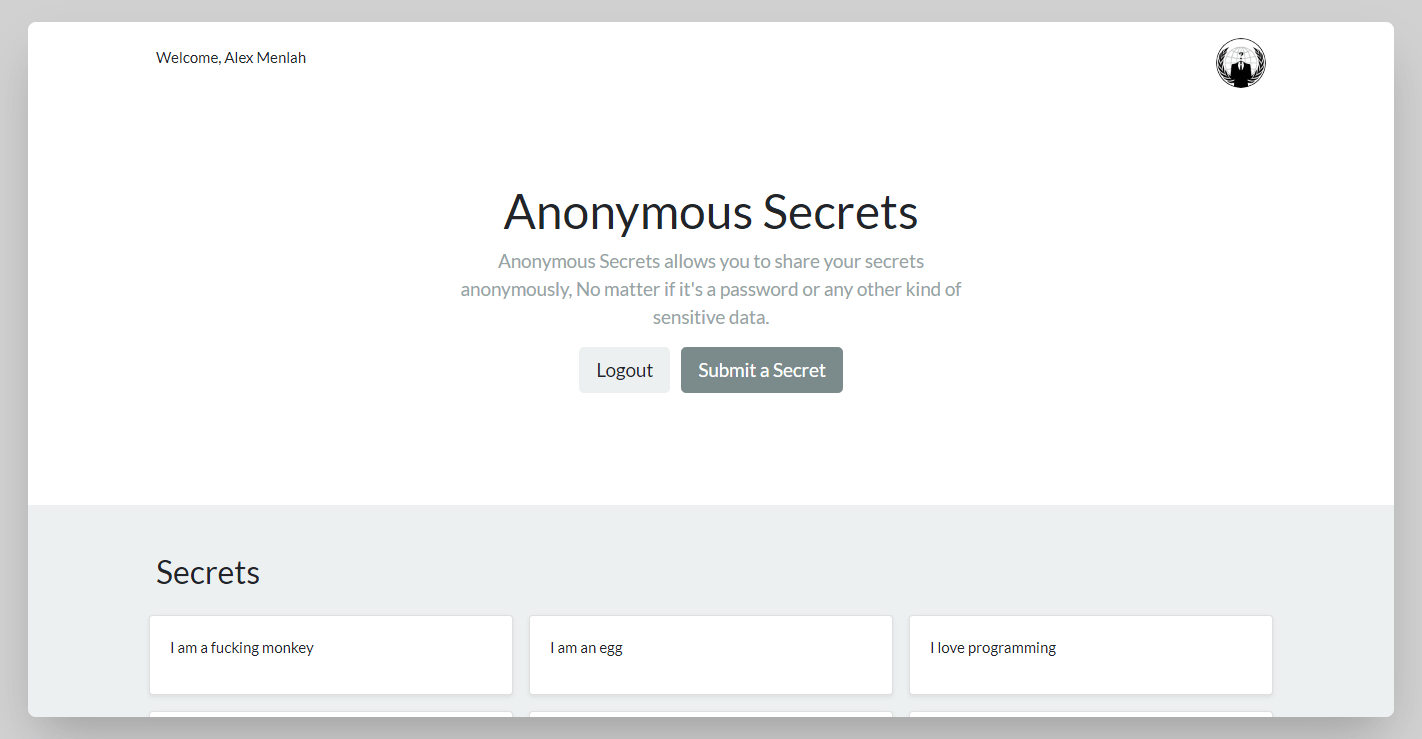 Welcome, Alex Menlah
Anonymous Secrets
Anonymous Secrets allows you to share your secrets
anonymously, No matter if it's a password or any other kind of
sensitive data.
Logout
Submit a Secret
Secrets
I am a fucking monkey
I am an egg
I love programming